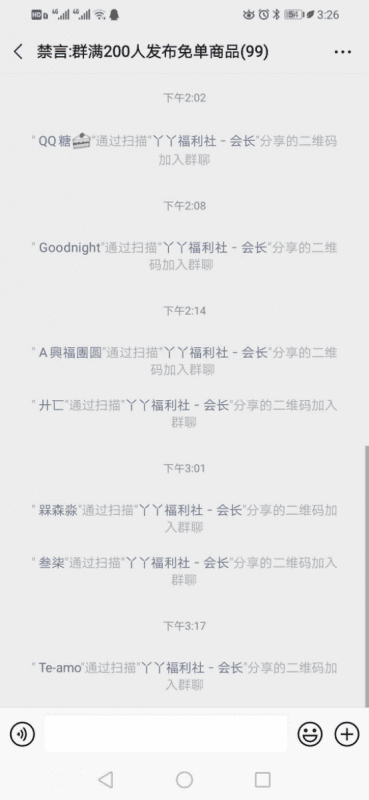 HD 4G 4G 54 3:26
禁言:群满200人发布免单商品(99)
下午2:02
"QQ糖🍰"通过扫描"丫丫福利社 - 会长"分享的二维码
加入群聊
下午2:08
"Goodnight"通过扫描"丫丫福利社 - 会长"分享的二维
码加入群聊
下午2:14
"A興福團圆"通过扫描"丫丫福利社 - 会长"分享的二维
码加入群聊
"廾匸"通过扫描"丫丫福利社 - 会长"分享的二维码加入
群聊
下午3:01
"槑森淼"通过扫描"丫丫福利社 - 会长"分享的二维码加
入群聊
"叁柒"通过扫描"丫丫福利社 - 会长"分享的二维码加入
群聊
下午3:17
"Te-amo"通过扫描"丫丫福利社 - 会长"分享的二维码加
入群聊